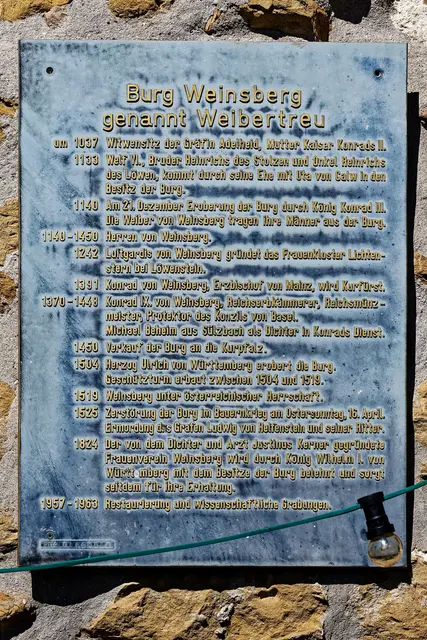 Burg Weinsberg
genannt Weibertreu
um 1037 Witwensitz der Gräfin Adelheid, Mutter Kaiser Konrads II.
1133 Welf VI., Bruder Heinrichs des Stolzen und Onkel Heinrichs
des Löwen, kommt durch seine Ehe mit Uta von Calw in den
Besitz der Burg.
1140 Am 21. Dezember Eroberung der Burg durch König Konrad III.
Die Weiber von Weinsberg tragen ihre Männer aus der Burg.
1140-1450 Herren von Weinsberg.
1242 Luitgardis von Weinsberg gründet das Frauenkloster Lichten-
stern bei Löwenstein.
1391 Konrad von Weinsberg, Erzbischof von Mainz, wird Kurfürst.
1370-1448 Konrad IX. von Weinsberg, Reichserbkämmerer, Reichsmünz-
meister, Protektor des Konzils von Basel.
Michael Beheim aus Sülzbach als Dichter in Konrads Dienst.
1450 Verkauf der Burg an die Kurpfalz.
1504 Herzog Ulrich von Württemberg erobert die Burg.
Geschützturm erbaut zwischen 1504 und 1519.
1519 Weinsberg unter österreichischer Herrschaft.
1525 Zerstörung der Burg im Bauernkrieg am Ostersonntag, 16. April.
Ermordung des Grafen Ludwig von Helfenstein und seiner Ritter.
1824 Der von dem Dichter und Arzt Justinus Kerner gegründete
Frauenverein Weinsberg wird durch König Wilhelm I. von
Württ mberg mit dem Besitze der Burg belehnt und sorgt
seitdem für ihre Erhaltung.
1957-1963 Restaurierung und wissenschaftliche Grabungen.